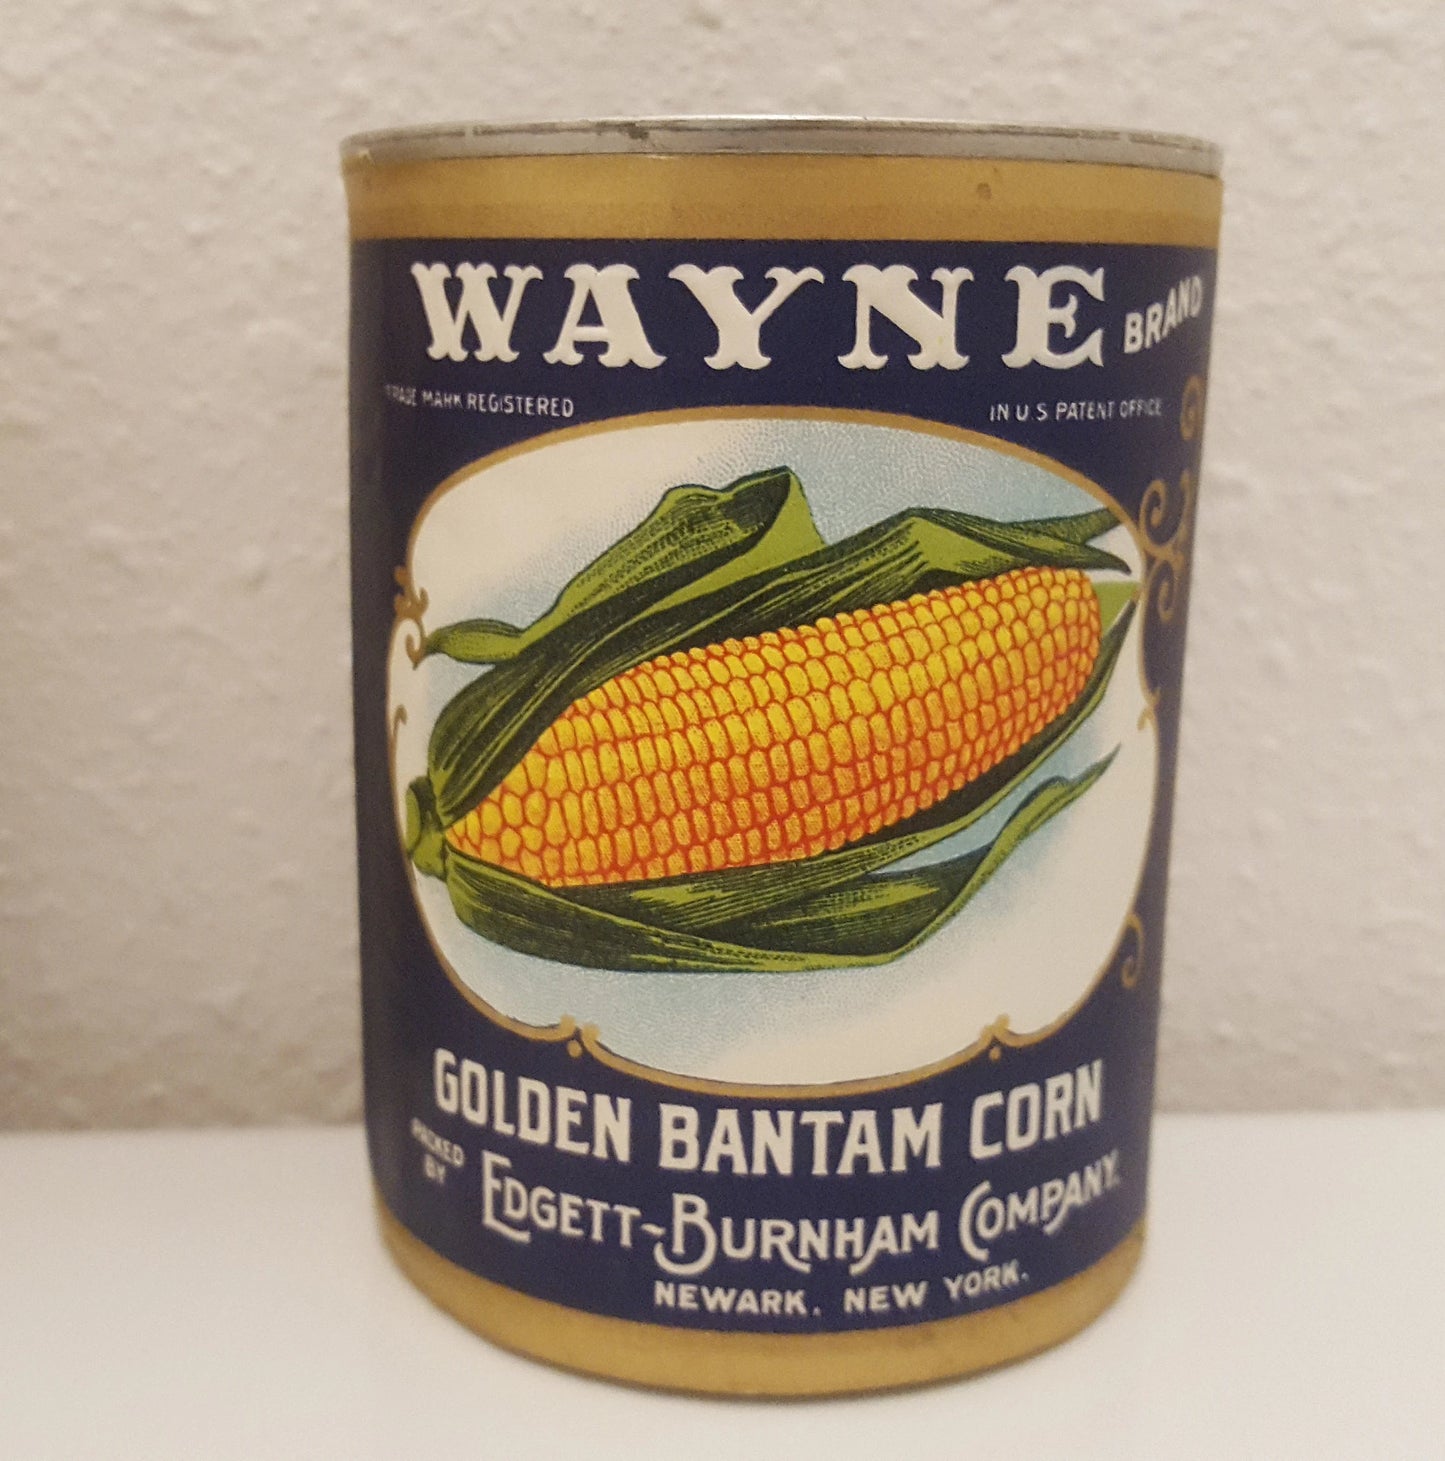 WAYNE BRAND
TRADE MARK REGISTERED IN U S PATENT OFFICE
GOLDEN BANTAM CORN
PACKED
BY
EDGETT-BURNHAM COMPANY.
NEWARK. NEW YORK.